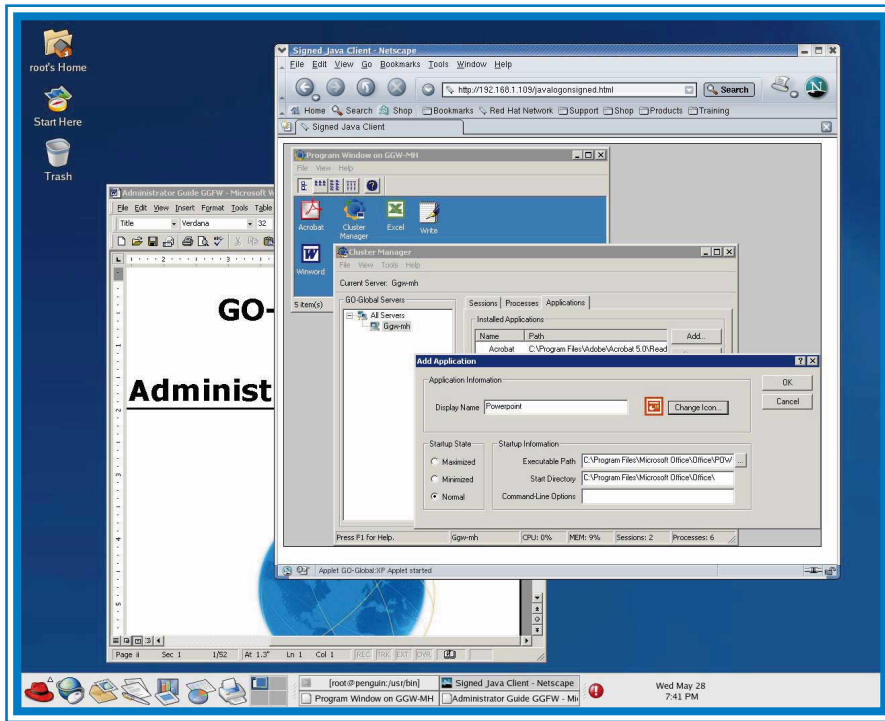 root's Home
Start Here
Trash
Signed Java Client - Netscape
File Edit View Go Bookmarks Tools Window Help
http://192.168.1.109/javalogonsigned.html
Search
N
Home Search Shop Bookmarks Red Hat Network Support Shop Products Training
Signed Java Client
Program Window on GGW-MH
File View Help
Acrobat
Cluster Manager
Excel
Write
Winword
5 item(s)
Administrator Guide GGFW - Microsoft W
File Edit View Insert Format Tools Table
Title Verdana 32
GO-
Administ
Page ii Sec 1 1/52 At 1.3" Ln 1 Col 1 REC TRK EXT OVR
Cluster Manager
File View Tools Help
Current Server: Ggw-mh
GO-Global Servers
All Servers
Ggw-mh
Sessions Processes Applications
Installed Applications
Name Path
Add...
Acrobat C:\Program Files\Adobe\Acrobat 5.0\Read
Add Application
Application Information
Display Name Powerpoint
Change Icon...
OK
Cancel
Startup State
Maximized
Minimized
Normal
Startup Information
Executable Path C:\Program Files\Microsoft Office\Office\POW ...
Start Directory C:\Program Files\Microsoft Office\Office\
Command-Line Options
Press F1 for Help. Ggw-mh CPU: 0% MEM: 9% Sessions: 2 Processes: 6
Applet GO-Global:XP Applet started
[root@penguin:/usr/bin]
Signed Java Client - Netscape
Program Window on GGW-MH
Administrator Guide GGFW - Mi
Wed May 28
7:41 PM